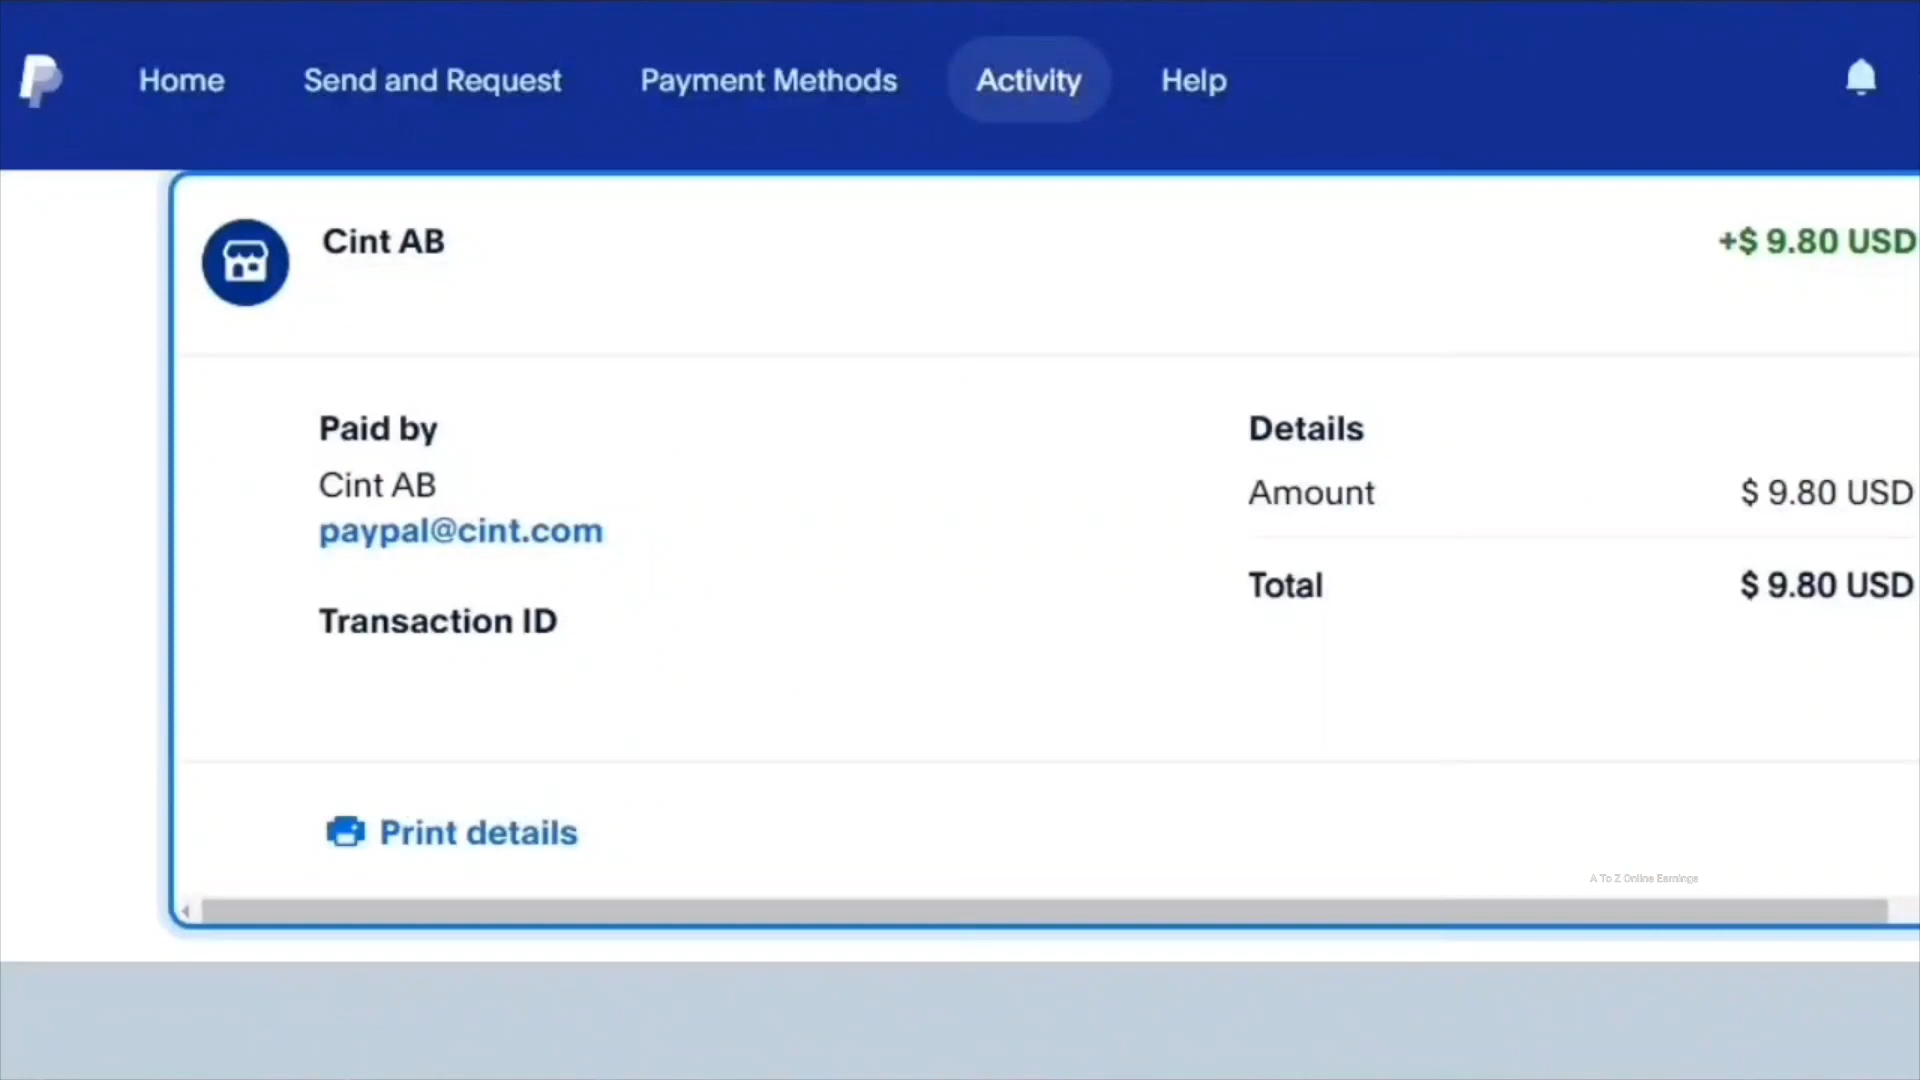 Home Send and Request Payment Methods Activity Help
Cint AB +$ 9.80 USD
Paid by
Cint AB
paypal@cint.com
Transaction ID
Details
Amount $ 9.80 USD
Total $ 9.80 USD
Print details
A To Z Online Earnings